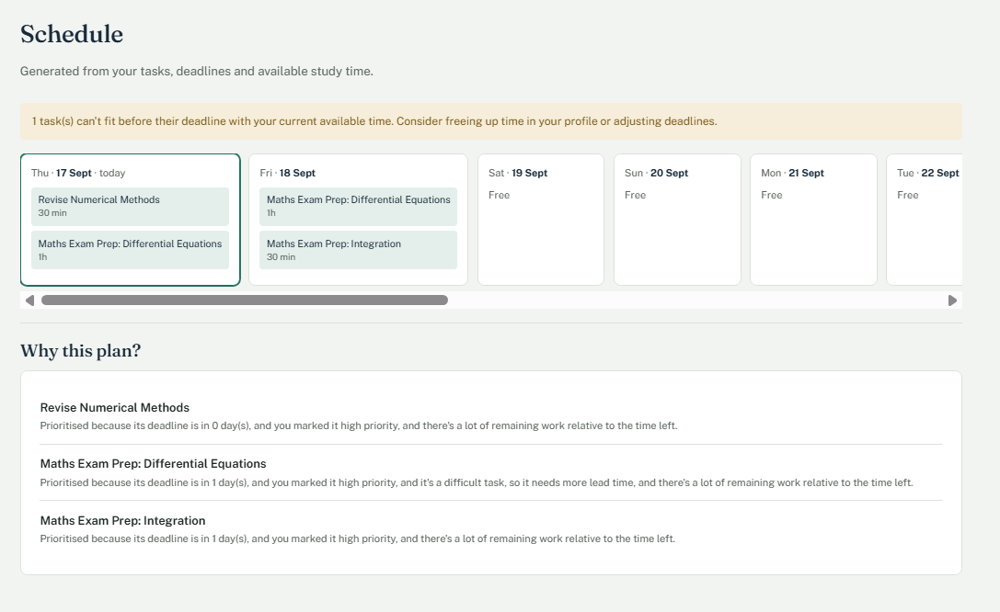 Schedule
Generated from your tasks, deadlines and available study time.
1 task(s) can't fit before their deadline with your current available time. Consider freeing up time in your profile or adjusting deadlines.
Thu · 17 Sept · today
Revise Numerical Methods
30 min
Maths Exam Prep: Differential Equations
1h
Fri · 18 Sept
Maths Exam Prep: Differential Equations
1h
Maths Exam Prep: Integration
30 min
Sat · 19 Sept
Free
Sun · 20 Sept
Free
Mon · 21 Sept
Free
Tue · 22 Sept
Free
Why this plan?
Revise Numerical Methods
Prioritised because its deadline is in 0 day(s), and you marked it high priority, and there's a lot of remaining work relative to the time left.
Maths Exam Prep: Differential Equations
Prioritised because its deadline is in 1 day(s), and you marked it high priority, and it's a difficult task, so it needs more lead time, and there's a lot of remaining work relative to the time left.
Maths Exam Prep: Integration
Prioritised because its deadline is in 1 day(s), and you marked it high priority, and there's a lot of remaining work relative to the time left.